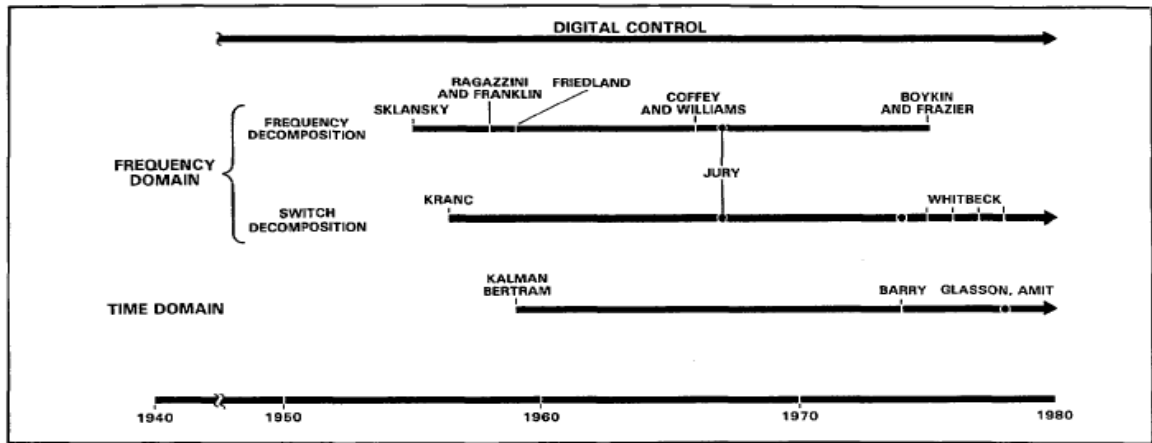 DIGITAL CONTROL
RAGAZZINI
AND FRANKLIN
FRIEDLAND
SKLANSKY
COFFEY
AND WILLIAMS
BOYKIN
AND FRAZIER
FREQUENCY
DECOMPOSITION
FREQUENCY
DOMAIN
JURY
KRANC
WHITBECK
SWITCH
DECOMPOSITION
KALMAN
BERTRAM
BARRY
GLASSON, AMIT
TIME DOMAIN
1940
1950
1960
1970
1980